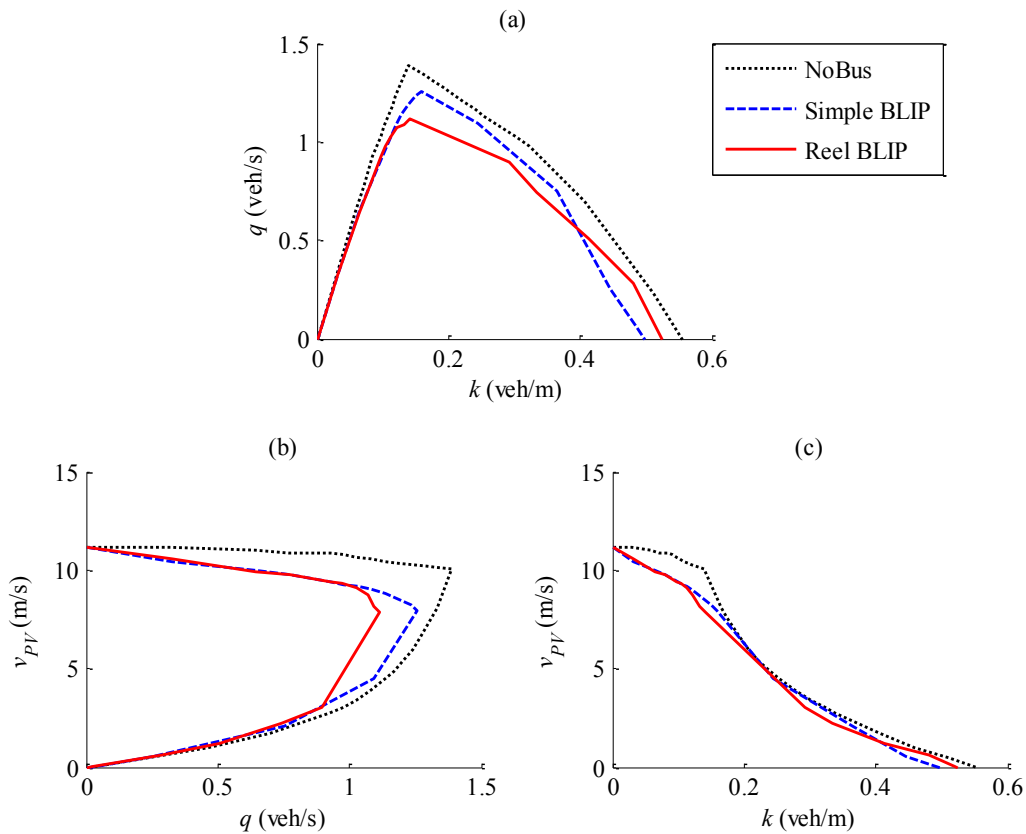 (a)
1.5
1
0.5
0
q (veh/s)
0
0.2
0.4
0.6
k (veh/m)
NoBus
Simple BLIP
Reel BLIP
(b)
15
10
5
0
v_PV (m/s)
0
0.5
1
1.5
q (veh/s)
(c)
15
10
5
0
v_PV (m/s)
0
0.2
0.4
0.6
k (veh/m)